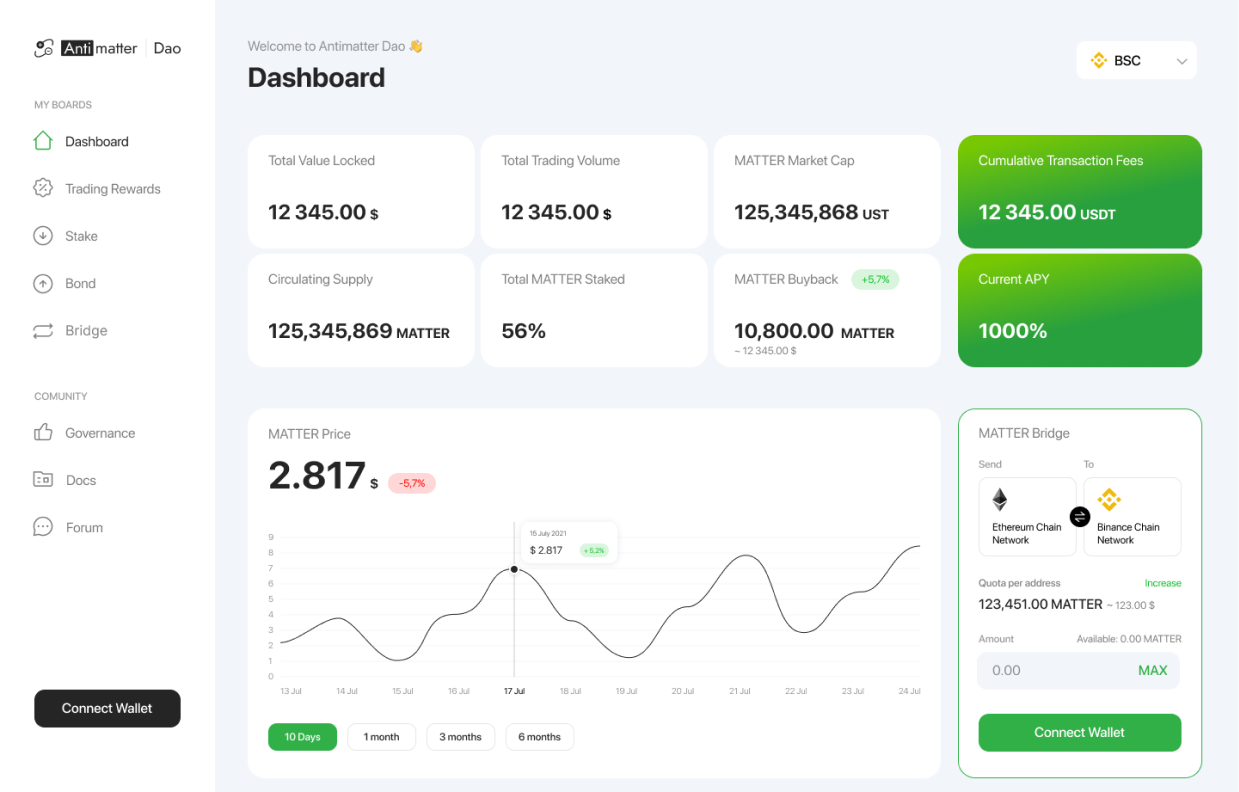 Antimatter Dao
MY BOARDS
Dashboard
Trading Rewards
Stake
Bond
Bridge
COMUNITY
Governance
Docs
Forum
Connect Wallet
Welcome to Antimatter Dao 👋
Dashboard
BSC
Total Value Locked
12 345.00 $
Total Trading Volume
12 345.00 $
MATTER Market Cap
125,345,868 UST
Cumulative Transaction Fees
12 345.00 USDT
Circulating Supply
125,345,869 MATTER
Total MATTER Staked
56%
MATTER Buyback +5,7%
10,800.00 MATTER
~ 12 345.00 $
Current APY
1000%
MATTER Price
2.817 $ -5,7%
15 July 2021
$ 2.817 + 5,2%
9
8
7
6
5
4
3
2
1
0
13 Jul 14 Jul 15 Jul 16 Jul 17 Jul 18 Jul 19 Jul 20 Jul 21 Jul 22 Jul 23 Jul 24 Jul
10 Days 1 month 3 months 6 months
MATTER Bridge
Send To
Ethereum Chain
Network
Binance Chain
Network
Quota per address Increase
123,451.00 MATTER ~ 123.00 $
Amount Available: 0.00 MATTER
0.00 MAX
Connect Wallet